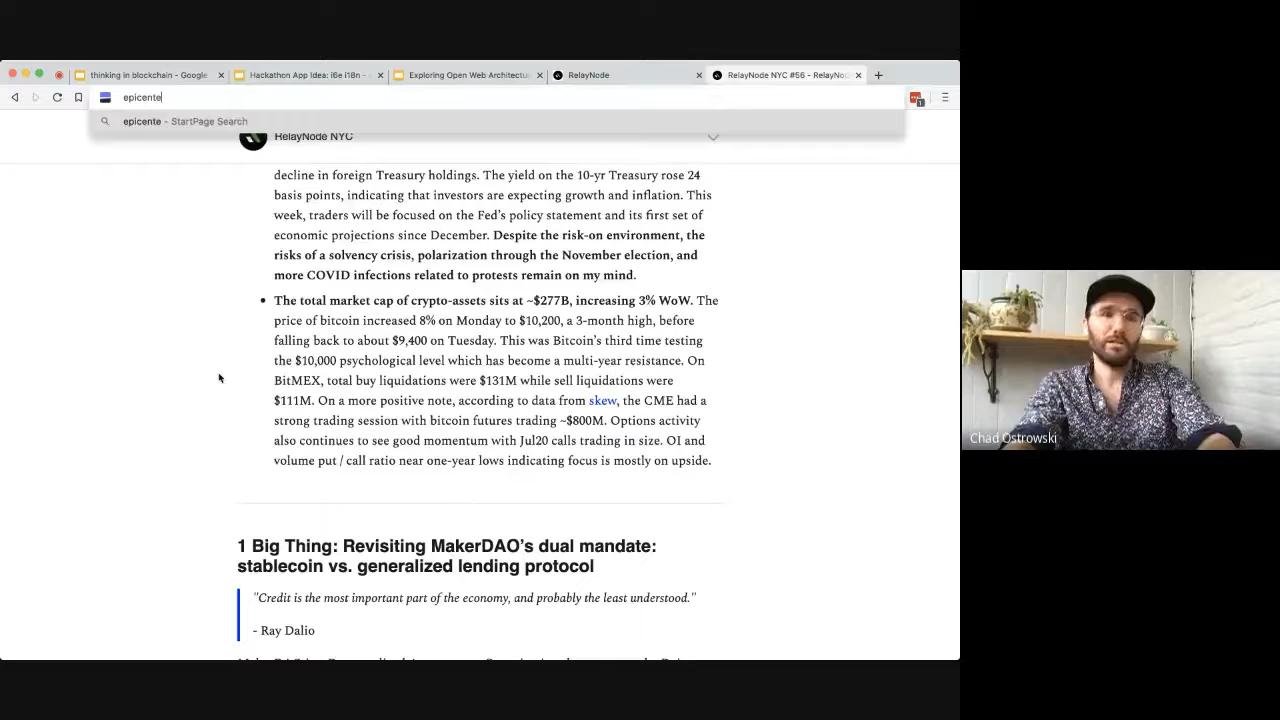 thinking in blockchain - Google
Hackathon App Idea: i6e i18n -
Exploring Open Web Architectu
RelayNode
RelayNode NYC #56 - RelayNo
epicente
1
epicente - StartPage Search
RelayNode NYC
decline in foreign Treasury holdings. The yield on the 10-yr Treasury rose 24
basis points, indicating that investors are expecting growth and inflation. This
week, traders will be focused on the Fed's policy statement and its first set of
economic projections since December. Despite the risk-on environment, the
risks of a solvency crisis, polarization through the November election, and
more COVID infections related to protests remain on my mind.
• The total market cap of crypto-assets sits at ~$277B, increasing 3% WoW. The
price of bitcoin increased 8% on Monday to $10,200, a 3-month high, before
falling back to about $9,400 on Tuesday. This was Bitcoin's third time testing
the $10,000 psychological level which has become a multi-year resistance. On
BitMEX, total buy liquidations were $131M while sell liquidations were
$111M. On a more positive note, according to data from skew, the CME had a
strong trading session with bitcoin futures trading ~$800M. Options activity
also continues to see good momentum with Jul20 calls trading in size. OI and
volume put / call ratio near one-year lows indicating focus is mostly on upside.
1 Big Thing: Revisiting MakerDAO's dual mandate:
stablecoin vs. generalized lending protocol
"Credit is the most important part of the economy, and probably the least understood."
- Ray Dalio
Chad Ostrowski